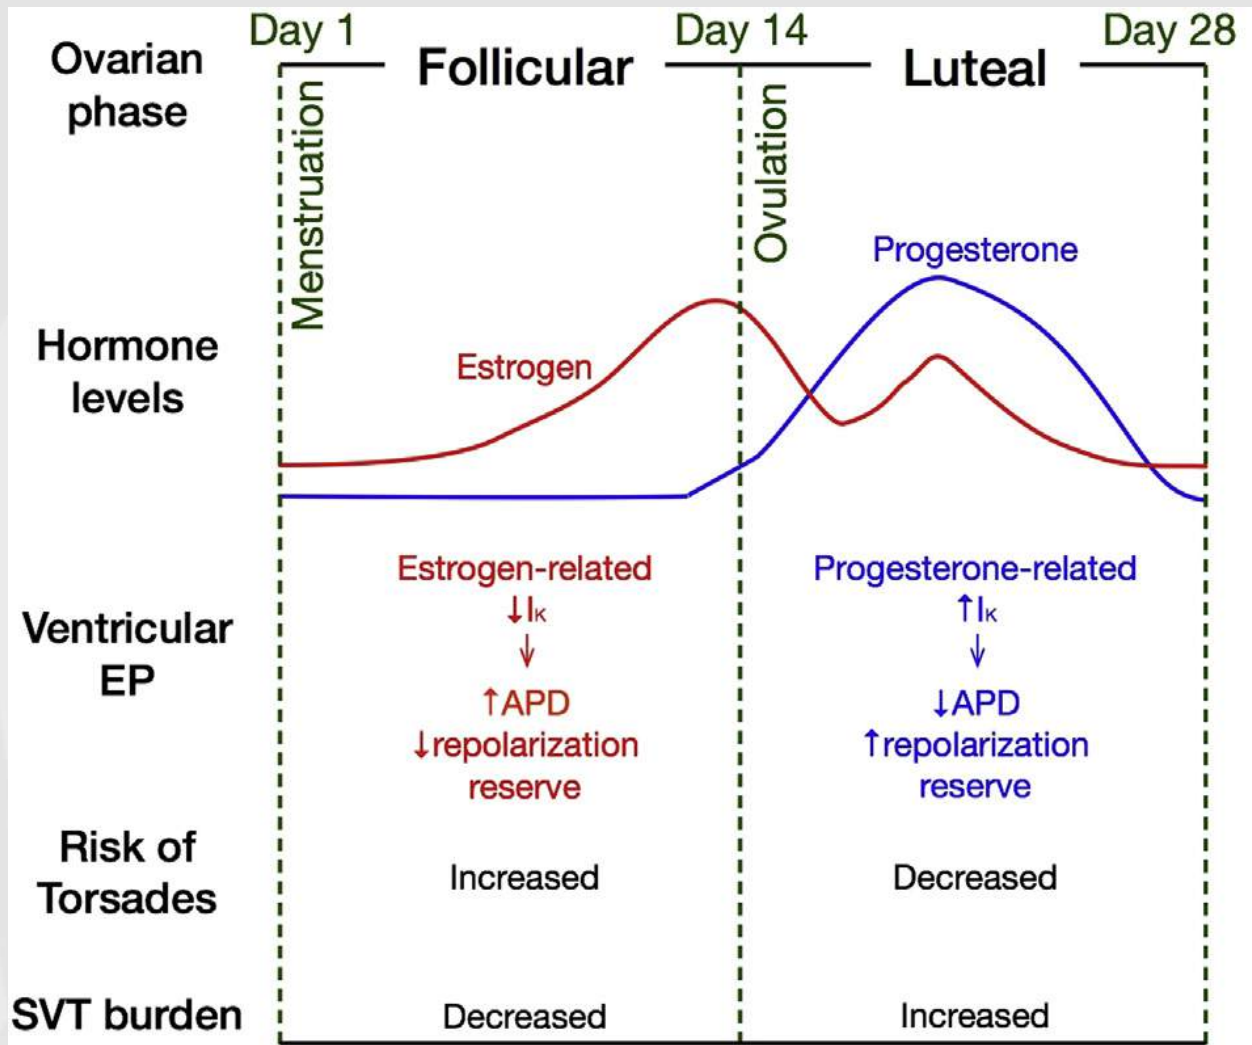 Day 1
Day 14
Day 28
Ovarian
phase
Follicular
Luteal
Menstruation
Ovulation
Hormone
levels
Estrogen
Progesterone
Ventricular
EP
Estrogen-related
↓IK
↓
↑APD
↓repolarization
reserve
Progesterone-related
↑IK
↓
↓APD
↑repolarization
reserve
Risk of
Torsades
Increased
Decreased
SVT burden
Decreased
Increased